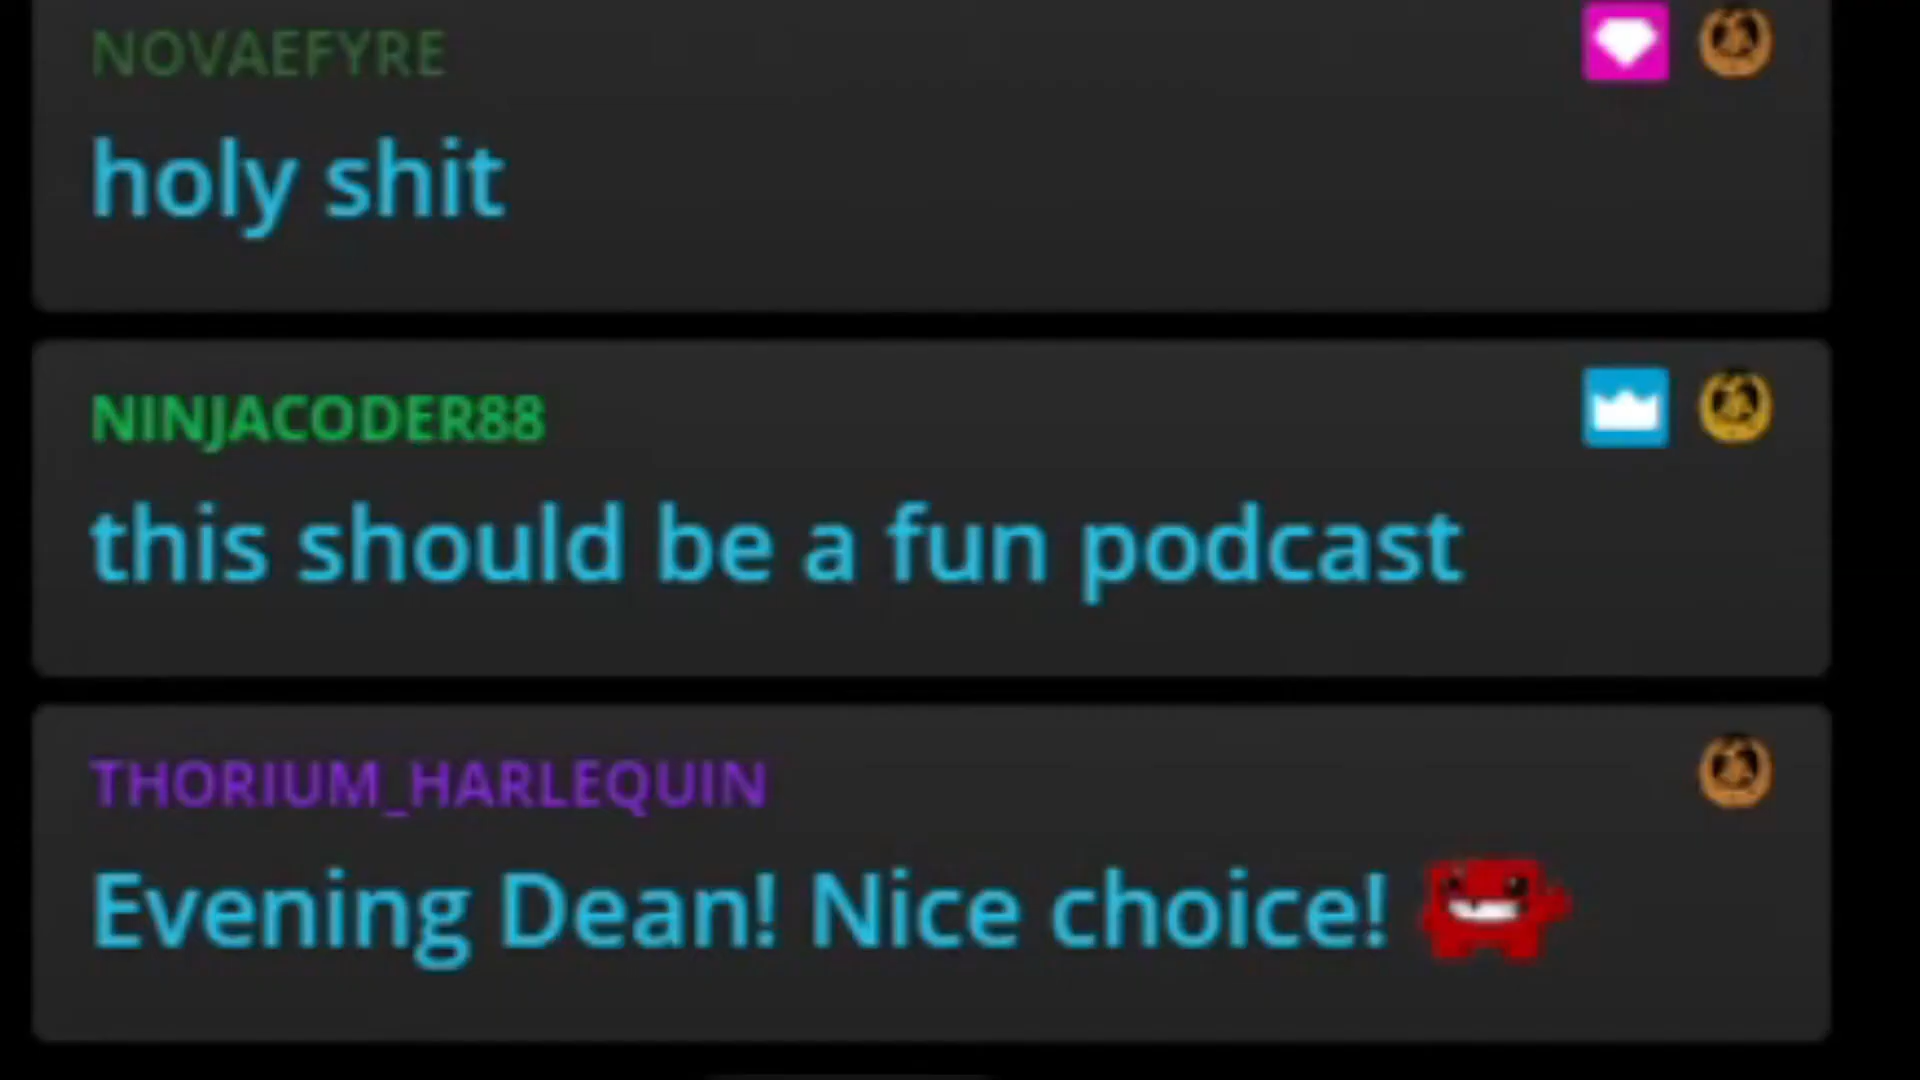 NOVAEFYRE
holy shit
NINJACODER88
this should be a fun podcast
THORIUM_HARLEQUIN
Evening Dean! Nice choice!